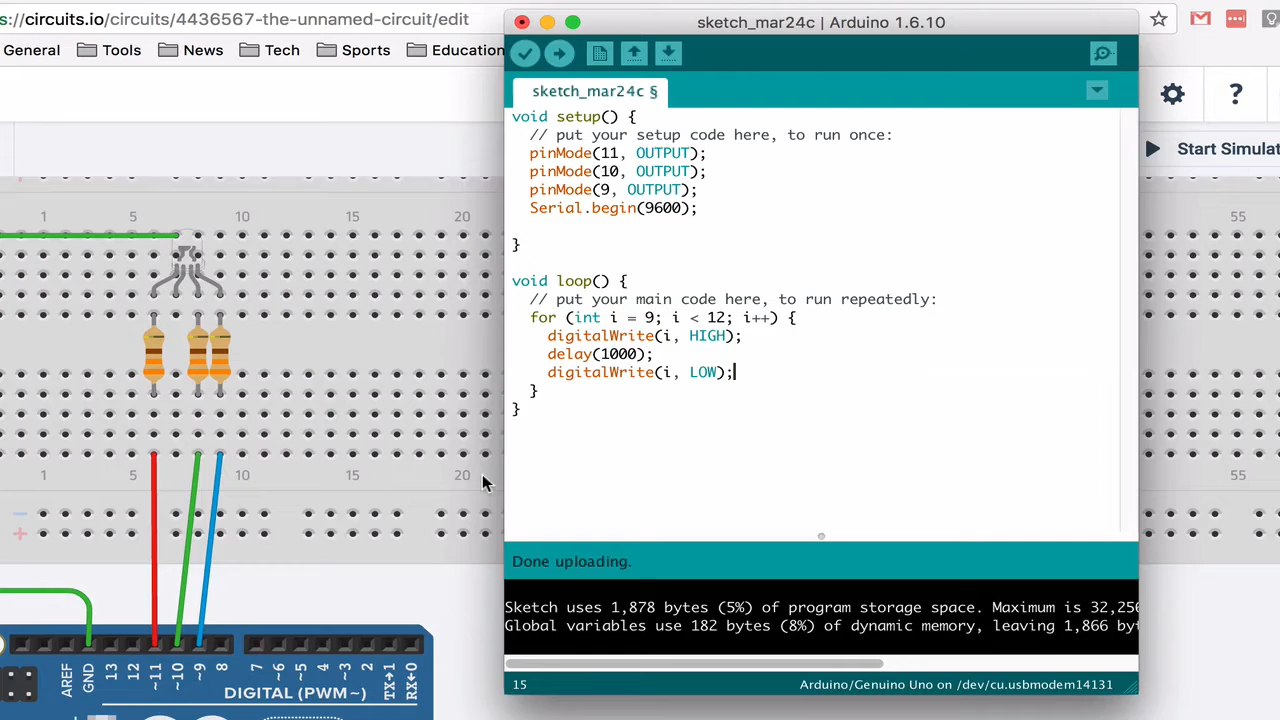 s://circuits.io/circuits/4436567-the-unnamed-circuit/edit
General Tools News Tech Sports Education
sketch_mar24c | Arduino 1.6.10
sketch_mar24c §
void setup() {
// put your setup code here, to run once:
pinMode(11, OUTPUT);
pinMode(10, OUTPUT);
pinMode(9, OUTPUT);
Serial.begin(9600);
}
void loop() {
// put your main code here, to run repeatedly:
for (int i = 9; i < 12; i++) {
digitalWrite(i, HIGH);
delay(1000);
digitalWrite(i, LOW);
}
}
Done uploading.
Sketch uses 1,878 bytes (5%) of program storage space. Maximum is 32,256
Global variables use 182 bytes (8%) of dynamic memory, leaving 1,866 byt
15
Arduino/Genuino Uno on /dev/cu.usbmodem14131
?
Start Simulat
1 5 10 15 20 55
1 5 10 15 20 55
AREF GND 13 12 ~11 ~10 ~9 8 7 ~6 ~5 4 ~3 2 TX→1 RX←0
DIGITAL (PWM~)